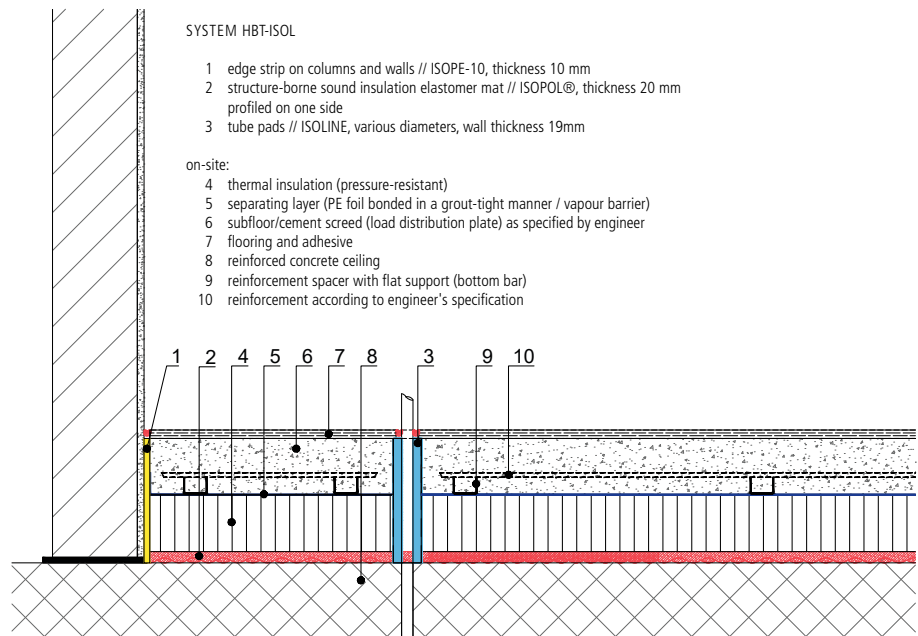 SYSTEM HBT-ISOL
1 edge strip on columns and walls // ISOPE-10, thickness 10 mm
2 structure-borne sound insulation elastomer mat // ISOPOL®, thickness 20 mm
profiled on one side
3 tube pads // ISOLINE, various diameters, wall thickness 19mm
on-site:
4 thermal insulation (pressure-resistant)
5 separating layer (PE foil bonded in a grout-tight manner / vapour barrier)
6 subfloor/cement screed (load distribution plate) as specified by engineer
7 flooring and adhesive
8 reinforced concrete ceiling
9 reinforcement spacer with flat support (bottom bar)
10 reinforcement according to engineer's specification
1 2 4 5 6 7 8 3 9 10